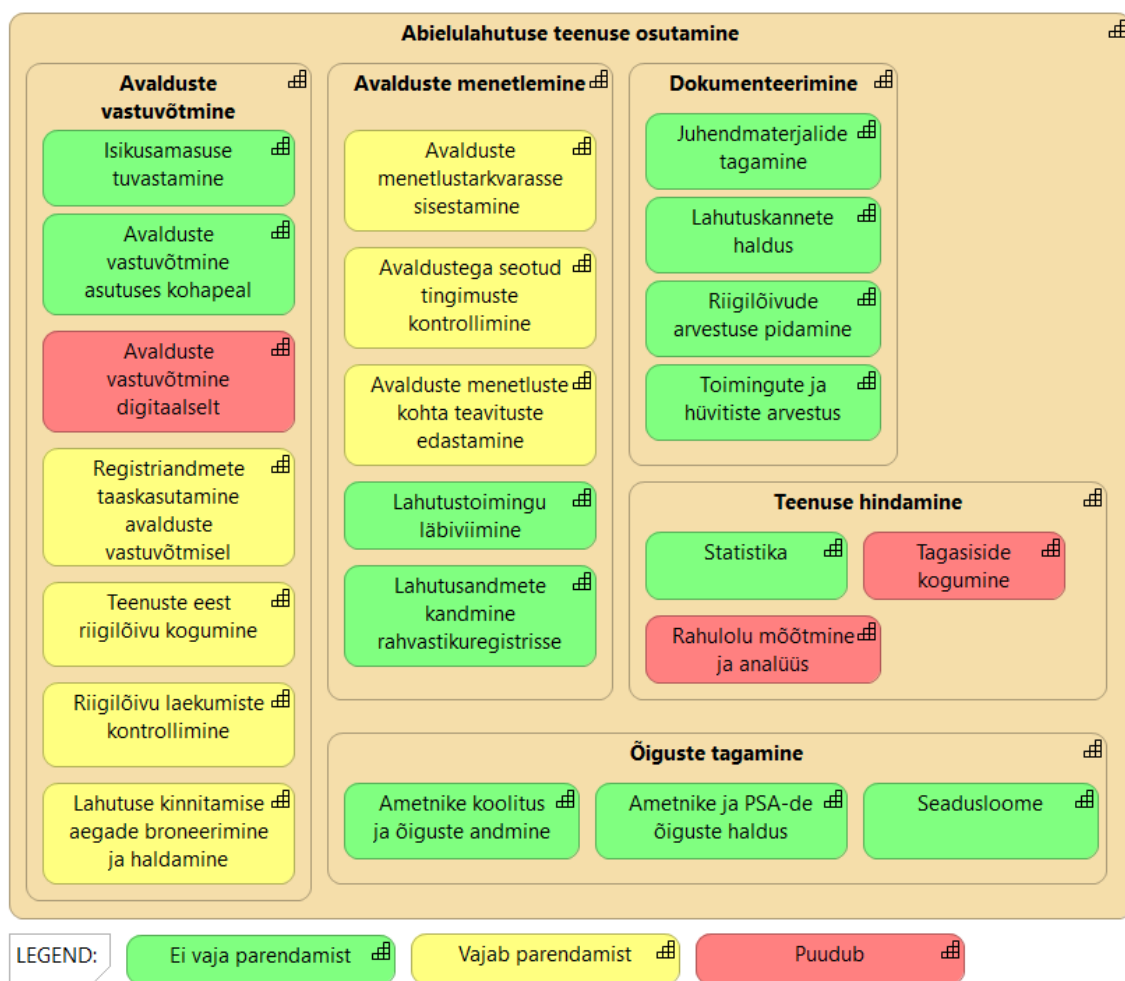 Abielulahutuse teenuse osutamine
Avalduste
vastuvõtmine
Isikusamasuse
tuvastamine
Avalduste
vastuvõtmine
asutuses kohapeal
Avalduste
vastuvõtmine
digitaalselt
Registriandmete
taaskasutamine
avalduste
vastuvõtmisel
Teenuste eest
riigilõivu kogumine
Riigilõivu laekumiste
kontrollimine
Lahutuse kinnitamise
aegade broneerimine
ja haldamine
Avalduste menetlemine
Avalduste
menetlustarkvarasse
sisestamine
Avaldustega seotud
tingimuste
kontrollimine
Avalduste menetluste
kohta teavituste
edastamine
Lahutustoimingu
läbiviimine
Lahutusandmete
kandmine
rahvastikuregistrisse
Dokumenteerimine
Juhendmaterjalide
tagamine
Lahutuskannete
haldus
Riigilõivude
arvestuse pidamine
Toimingute ja
hüvitiste arvestus
Teenuse hindamine
Statistika
Tagasiside
kogumine
Rahulolu mõõtmine
ja analüüs
Õiguste tagamine
Ametnike koolitus
ja õiguste andmine
Ametnike ja PSA-de
õiguste haldus
Seadusloome
LEGEND:
Ei vaja parendamist
Vajab parendamist
Puudub